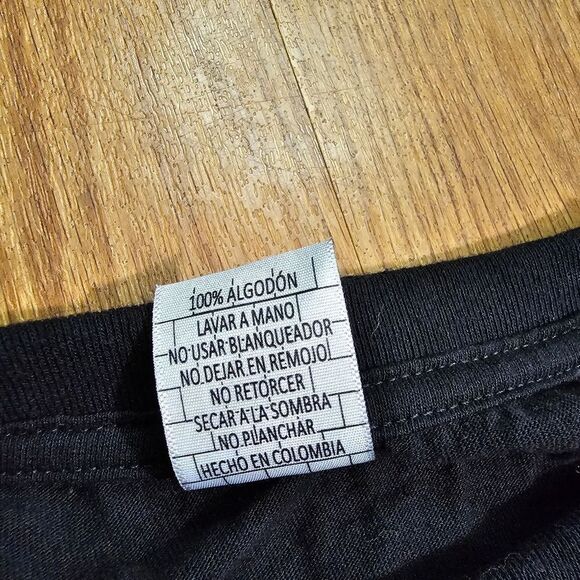 100% ALGODÓN
LAVAR A MANO
NO USAR BLANQUEADOR
NO DEJAR EN REMOJO
NO RETORCER
SECAR A LA SOMBRA
NO PLANCHAR
HECHO EN COLOMBIA